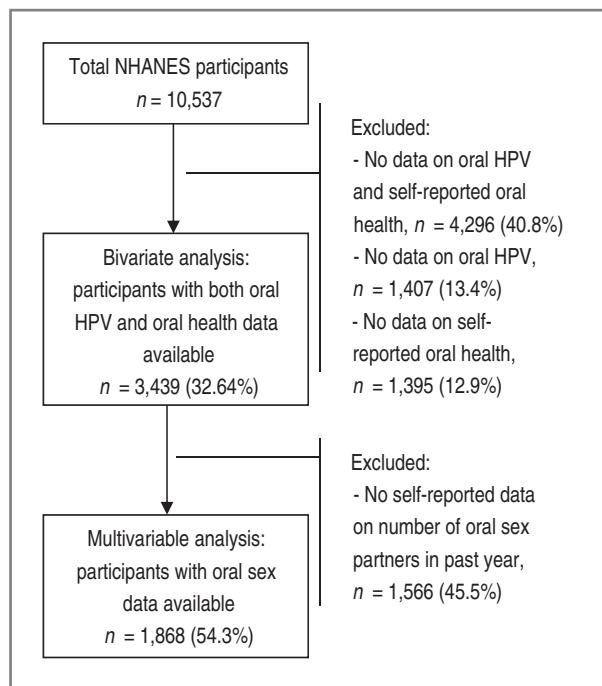 Total NHANES participants
n = 10,537
Excluded:
- No data on oral HPV
and self-reported oral
health, n = 4,296 (40.8%)
- No data on oral HPV,
n = 1,407 (13.4%)
- No data on self-
reported oral health,
n = 1,395 (12.9%)
Bivariate analysis:
participants with both oral
HPV and oral health data
available
n = 3,439 (32.64%)
Excluded:
- No self-reported data
on number of oral sex
partners in past year,
n = 1,566 (45.5%)
Multivariable analysis:
participants with oral sex
data available
n = 1,868 (54.3%)